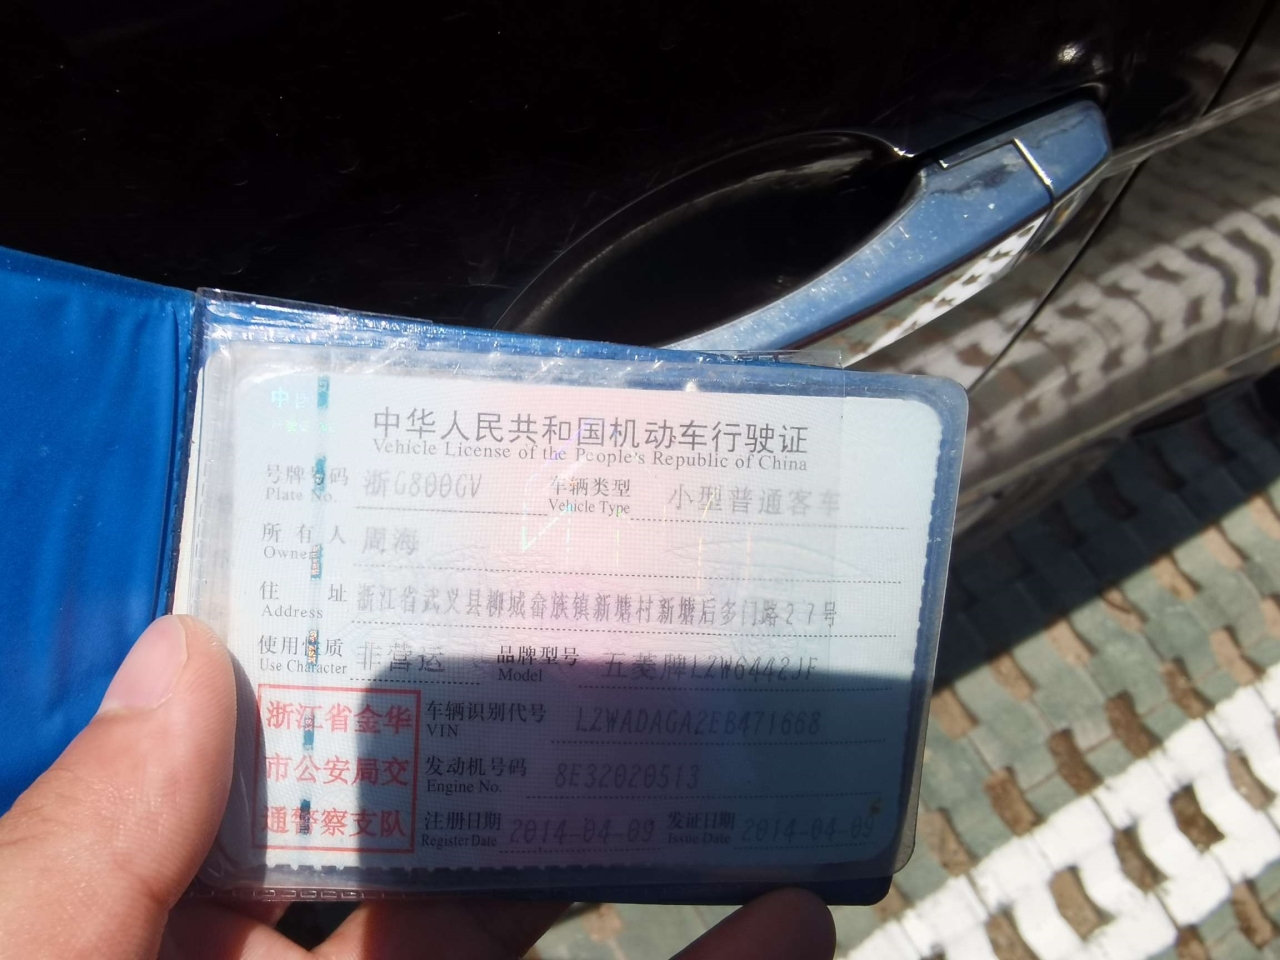 中华人民共和国机动车行驶证
Vehicle License of the People's Republic of China
号牌号码 浙G800GV 车辆类型 小型普通客车
Plate No. Vehicle Type
所有人 周海
Owner
住址 浙江省武义县柳城畲族镇新塘村新塘后多门路27号
Address
使用性质 非营运 品牌型号 五菱牌LZW6442JF
Use Character Model
浙江省金华 车辆识别代号 LZWADAGA2EB471668
VIN
市公安局交 发动机号码 8E32020513
Engine No.
通警察支队 注册日期 2014-04-09 发证日期 2014-04-09
Register Date Issue Date